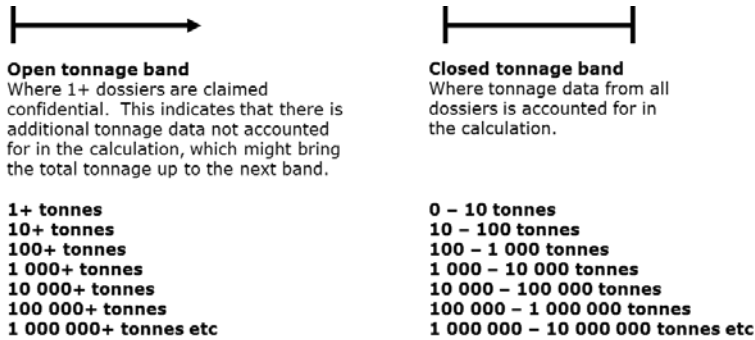 Open tonnage band
Where 1+ dossiers are claimed
confidential.  This indicates that there is
additional tonnage data not accounted
for in the calculation, which might bring
the total tonnage up to the next band.
1+ tonnes
10+ tonnes
100+ tonnes
1 000+ tonnes
10 000+ tonnes
100 000+ tonnes
1 000 000+ tonnes etc
Closed tonnage band
Where tonnage data from all
dossiers is accounted for in
the calculation.
0 – 10 tonnes
10 – 100 tonnes
100 – 1 000 tonnes
1 000 – 10 000 tonnes
10 000 – 100 000 tonnes
100 000 – 1 000 000 tonnes
1 000 000 – 10 000 000 tonnes etc